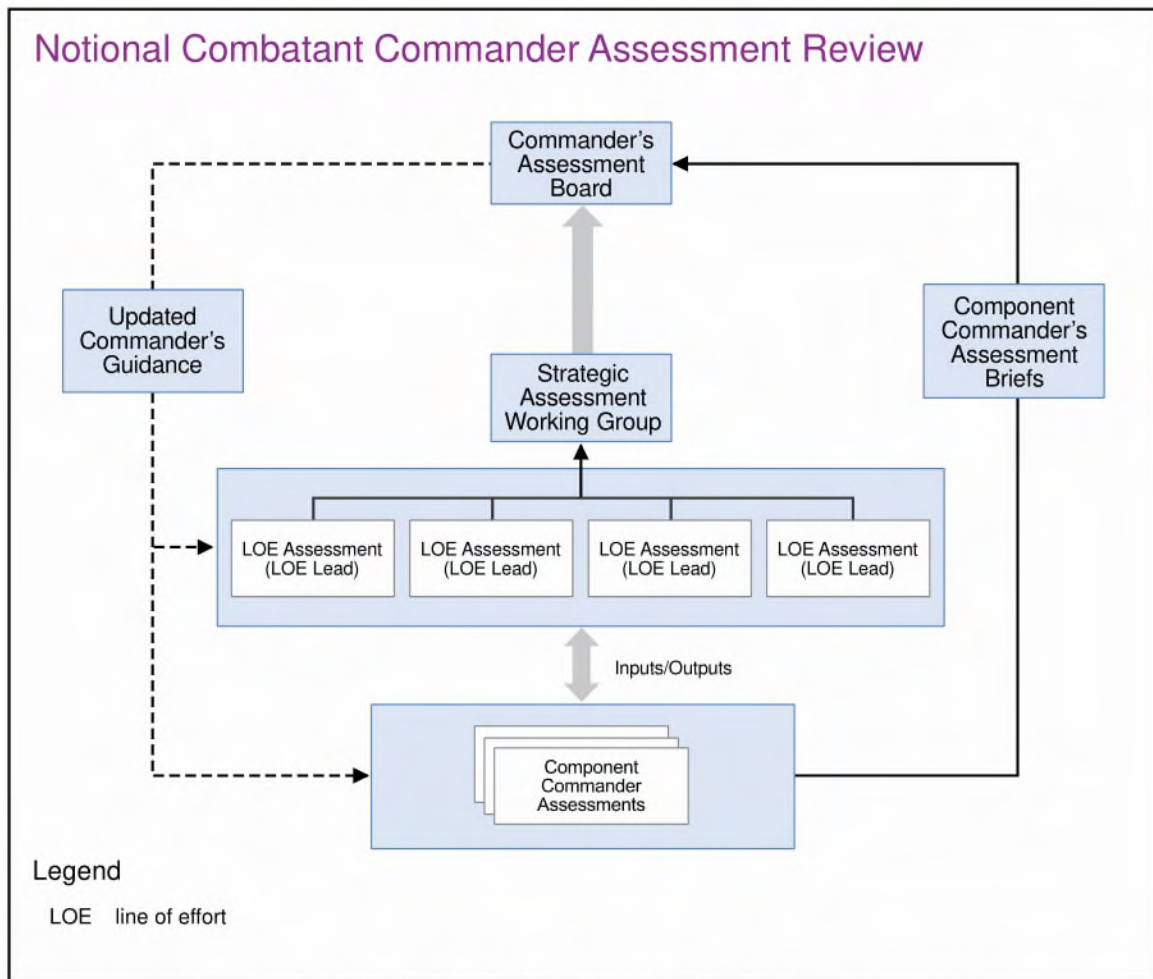 Notional Combatant Commander Assessment Review
Commander’s
Assessment
Board
Updated
Commander’s
Guidance
Component
Commander’s
Assessment
Briefs
Strategic
Assessment
Working Group
LOE Assessment
(LOE Lead)
LOE Assessment
(LOE Lead)
LOE Assessment
(LOE Lead)
LOE Assessment
(LOE Lead)
Inputs/Outputs
Component
Commander
Assessments
Legend
LOE line of effort